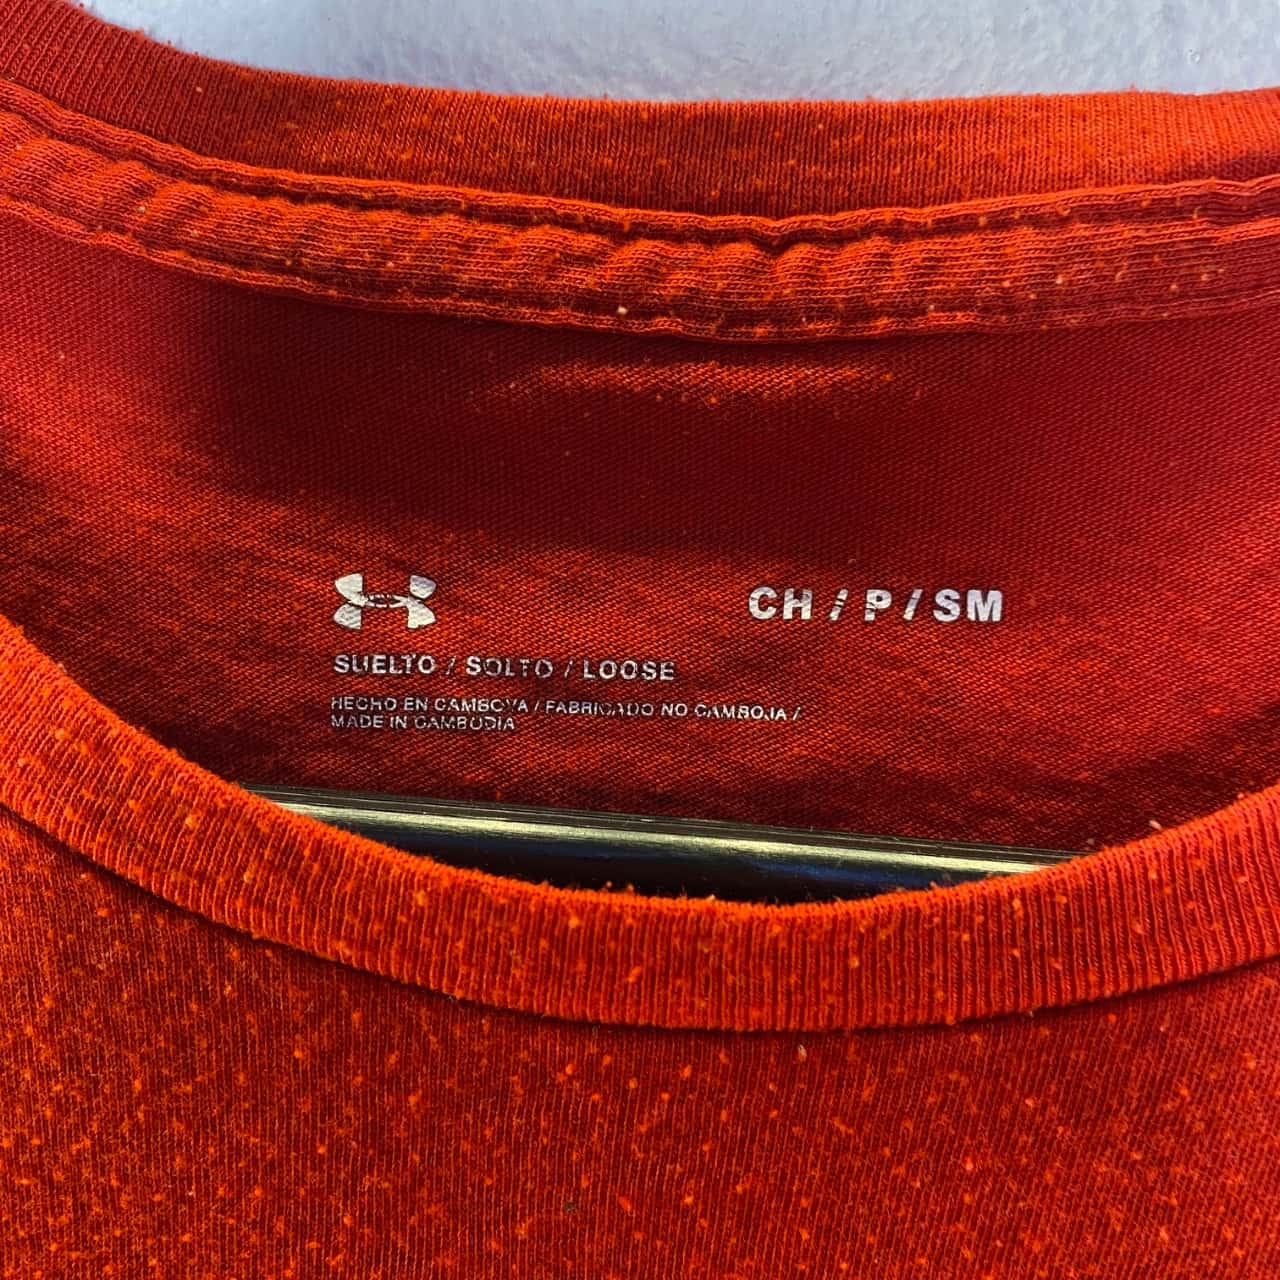 CH / P / SM
SUELTO / SOLTO / LOOSE
HECHO EN CAMBOYA / FABRICADO NO CAMBOJA /
MADE IN CAMBODIA